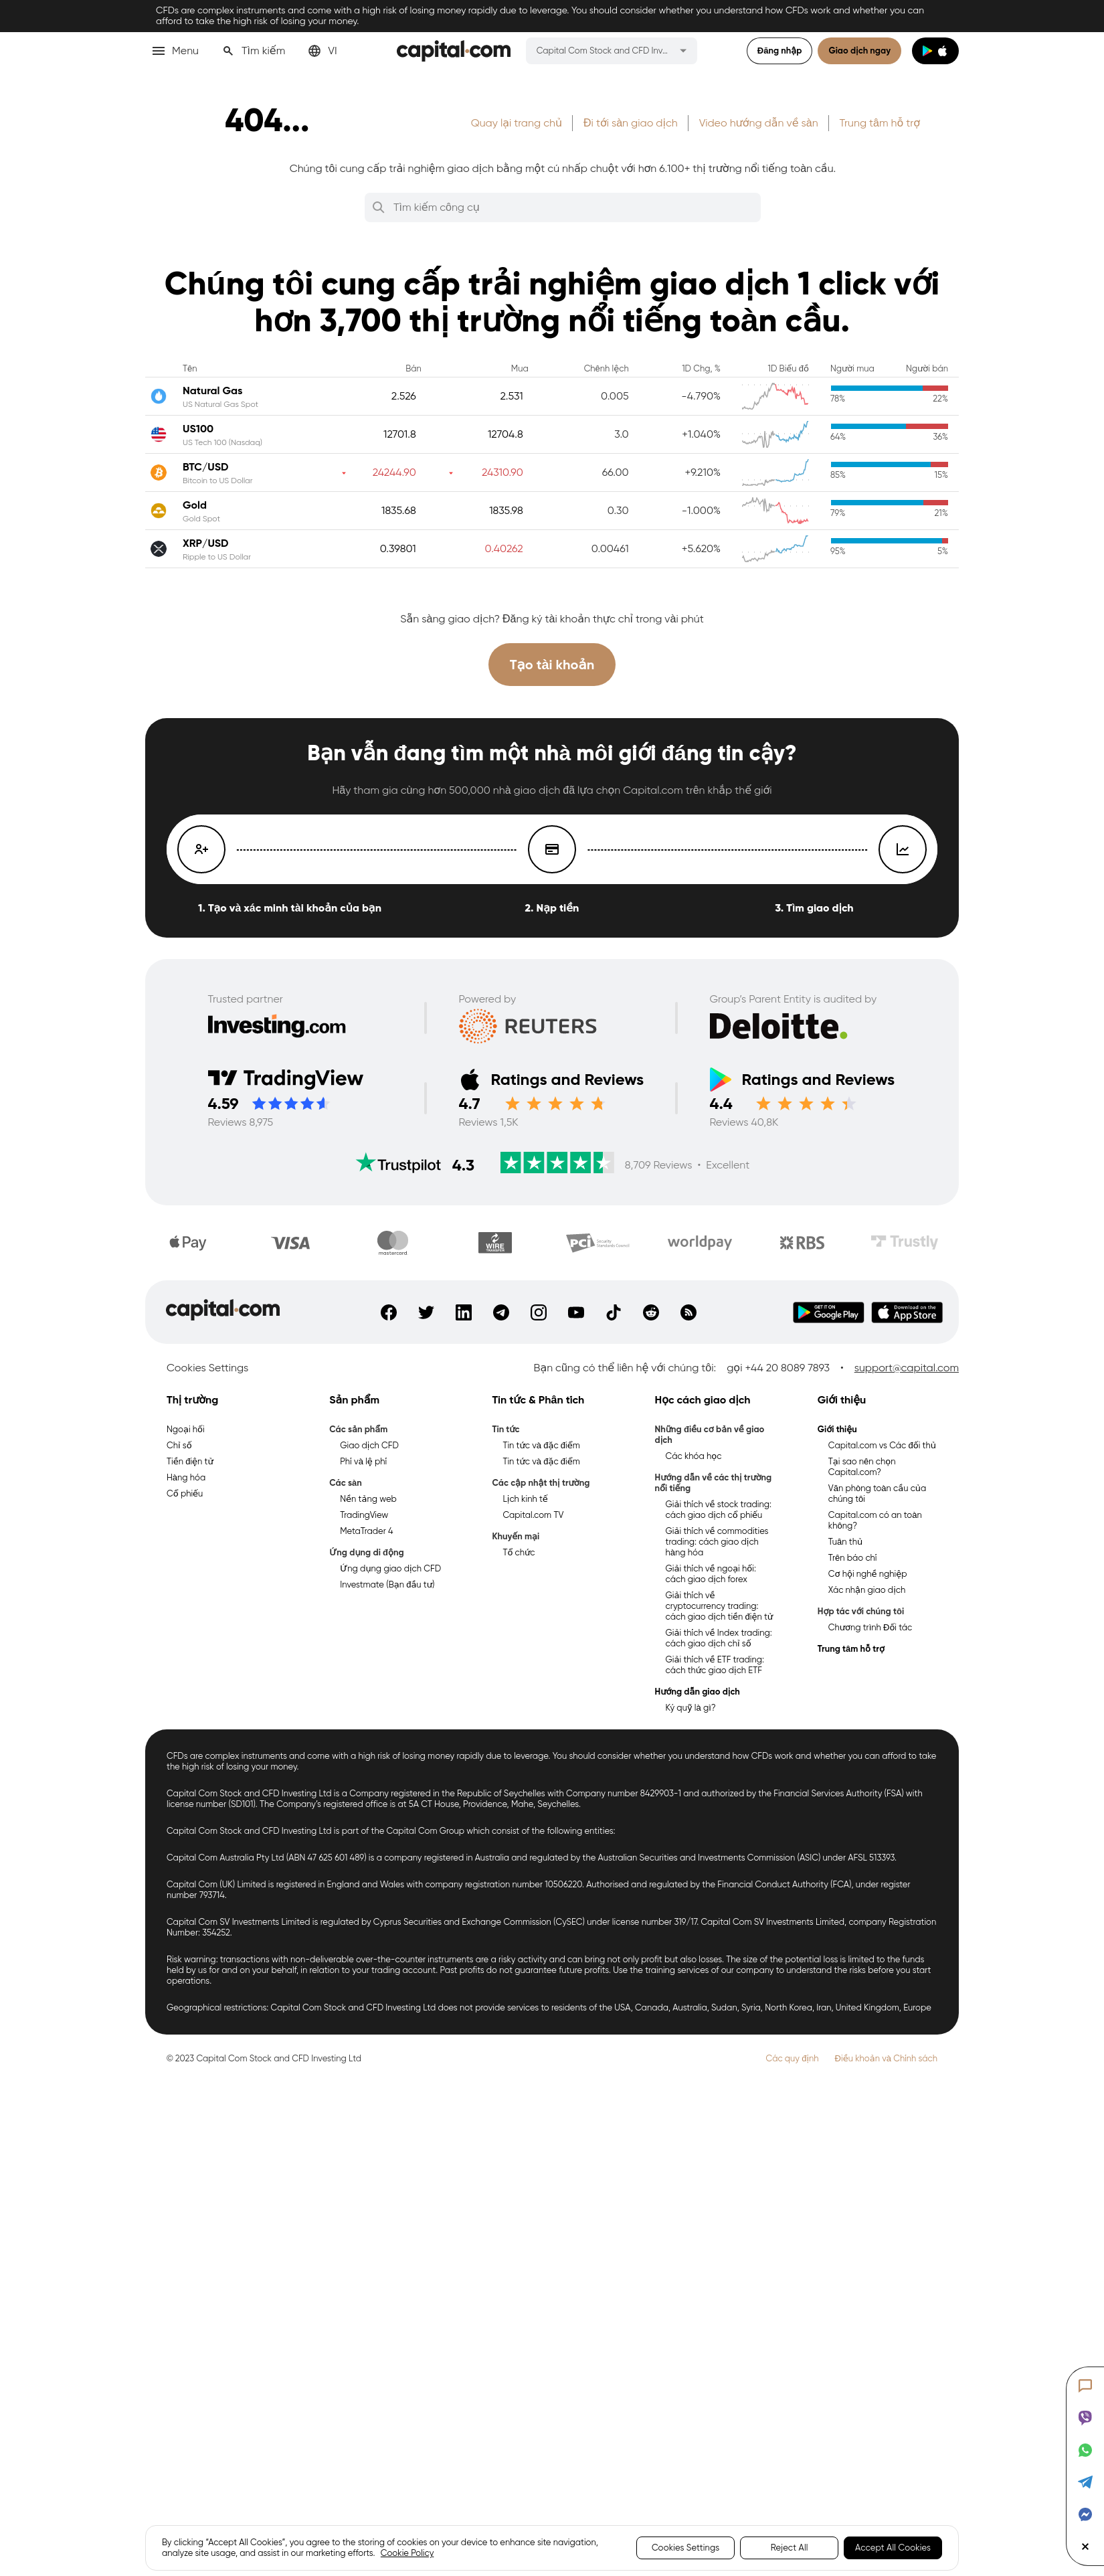 CFDs are complex instruments and come with a high risk of losing money rapidly due to leverage. You should consider whether you understand how CFDs work and whether you can
afford to take the high risk of losing your money.
Menu
Tìm kiếm
VI
capital.com
Capital Com Stock and CFD Inv...
Đăng nhập
Giao dịch ngay
404...
Quay lại trang chủ
Đi tới sàn giao dịch
Video hướng dẫn về sàn
Trung tâm hỗ trợ
Chúng tôi cung cấp trải nghiệm giao dịch bằng một cú nhấp chuột với hơn 6.100+ thị trường nổi tiếng toàn cầu.
Tìm kiếm công cụ
Chúng tôi cung cấp trải nghiệm giao dịch 1 click với
hơn 3,700 thị trường nổi tiếng toàn cầu.
Tên Bán Mua Chênh lệch 1D Chg, % 1D Biểu đồ Người mua Người bán
Natural Gas
US Natural Gas Spot
2.526 2.531 0.005 -4.790% 78% 22%
US100
US Tech 100 (Nasdaq)
12701.8 12704.8 3.0 +1.040% 64% 36%
BTC/USD
Bitcoin to US Dollar
24244.90 24310.90 66.00 +9.210% 85% 15%
Gold
Gold Spot
1835.68 1835.98 0.30 -1.000% 79% 21%
XRP/USD
Ripple to US Dollar
0.39801 0.40262 0.00461 +5.620% 95% 5%
Sẵn sàng giao dịch? Đăng ký tài khoản thực chỉ trong vài phút
Tạo tài khoản
Bạn vẫn đang tìm một nhà môi giới đáng tin cậy?
Hãy tham gia cùng hơn 500,000 nhà giao dịch đã lựa chọn Capital.com trên khắp thế giới
1. Tạo và xác minh tài khoản của bạn
2. Nạp tiền
3. Tìm giao dịch
Trusted partner
Investing.com
Powered by
REUTERS
Group's Parent Entity is audited by
Deloitte.
TradingView
4.59
Reviews 8,975
Ratings and Reviews
4.7
Reviews 1,5K
Ratings and Reviews
4.4
Reviews 40,8K
Trustpilot 4.3 8,709 Reviews • Excellent
Pay
VISA
mastercard
WIRE
TRANSFER
PCI
Security
Standards Council
worldpay
RBS
Trustly
capital.com
GET IT ON
Google Play
Download on the
App Store
Cookies Settings
Bạn cũng có thể liên hệ với chúng tôi: gọi +44 20 8089 7893 • support@capital.com
Thị trường
Ngoại hối
Chỉ số
Tiền điện tử
Hàng hóa
Cổ phiếu
Sản phẩm
Các sản phẩm
Giao dịch CFD
Phí và lệ phí
Các sàn
Nền tảng web
TradingView
MetaTrader 4
Ứng dụng di động
Ứng dụng giao dịch CFD
Investmate (Bạn đầu tư)
Tin tức & Phân tich
Tin tức
Tin tức và đặc điểm
Tin tức và đặc điểm
Các cập nhật thị trường
Lịch kinh tế
Capital.com TV
Khuyến mại
Tổ chức
Học cách giao dịch
Những điều cơ bản về giao
dịch
Các khóa học
Hướng dẫn về các thị trường
nổi tiếng
Giải thích về stock trading:
cách giao dịch cổ phiếu
Giải thích về commodities
trading: cách giao dịch
hàng hóa
Giải thích về ngoại hối:
cách giao dịch forex
Giải thích về
cryptocurrency trading:
cách giao dịch tiền điện tử
Giải thích về Index trading:
cách giao dịch chỉ số
Giải thích về ETF trading:
cách thức giao dịch ETF
Hướng dẫn giao dịch
Ký quỹ là gì?
Giới thiệu
Giới thiệu
Capital.com vs Các đối thủ
Tại sao nên chọn
Capital.com?
Văn phòng toàn cầu của
chúng tôi
Capital.com có an toàn
không?
Tuân thủ
Trên báo chí
Cơ hội nghề nghiệp
Xác nhận giao dịch
Hợp tác với chúng tôi
Chương trình Đối tác
Trung tâm hỗ trợ
CFDs are complex instruments and come with a high risk of losing money rapidly due to leverage. You should consider whether you understand how CFDs work and whether you can afford to take
the high risk of losing your money.
Capital Com Stock and CFD Investing Ltd is a Company registered in the Republic of Seychelles with Company number 8429903-1 and authorized by the Financial Services Authority (FSA) with
license number (SD101). The Company's registered office is at 5A CT House, Providence, Mahe, Seychelles.
Capital Com Stock and CFD Investing Ltd is part of the Capital Com Group which consist of the following entities:
Capital Com Australia Pty Ltd (ABN 47 625 601 489) is a company registered in Australia and regulated by the Australian Securities and Investments Commission (ASIC) under AFSL 513393.
Capital Com (UK) Limited is registered in England and Wales with company registration number 10506220. Authorised and regulated by the Financial Conduct Authority (FCA), under register
number 793714.
Capital Com SV Investments Limited is regulated by Cyprus Securities and Exchange Commission (CySEC) under license number 319/17. Capital Com SV Investments Limited, company Registration
Number: 354252.
Risk warning: transactions with non-deliverable over-the-counter instruments are a risky activity and can bring not only profit but also losses. The size of the potential loss is limited to the funds
held by us for and on your behalf, in relation to your trading account. Past profits do not guarantee future profits. Use the training services of our company to understand the risks before you start
operations.
Geographical restrictions: Capital Com Stock and CFD Investing Ltd does not provide services to residents of the USA, Canada, Australia, Sudan, Syria, North Korea, Iran, United Kingdom, Europe
© 2023 Capital Com Stock and CFD Investing Ltd
Các quy định
Điều khoản và Chính sách
By clicking "Accept All Cookies", you agree to the storing of cookies on your device to enhance site navigation,
analyze site usage, and assist in our marketing efforts. Cookie Policy
Cookies Settings
Reject All
Accept All Cookies